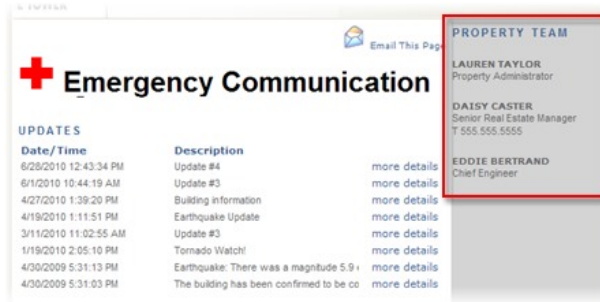 Email This Page
Emergency Communication
UPDATES
Date/Time Description
6/28/2010 12:43:34 PM Update #4 more details
6/1/2010 10:44:19 AM Update #3 more details
4/27/2010 1:39:20 PM Building information more details
4/19/2010 1:11:51 PM Earthquake Update more details
3/11/2010 11:02:55 AM Update #3 more details
1/19/2010 2:05:10 PM Tornado Watch! more details
4/30/2009 5:31:13 PM Earthquake: There was a magnitude 5.9 more details
4/30/2009 5:31:03 PM The building has been confirmed to be co more details
PROPERTY TEAM
LAUREN TAYLOR
Property Administrator
DAISY CASTER
Senior Real Estate Manager
T 555.555.5555
EDDIE BERTRAND
Chief Engineer